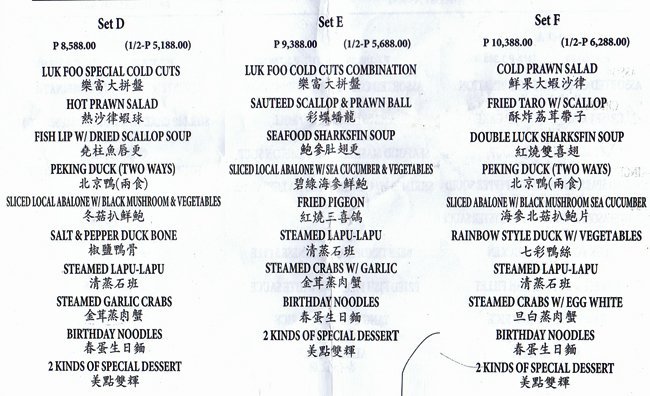 Set D
P 8,588.00 (1/2-P 5,188.00)
LUK FOO SPECIAL COLD CUTS
樂富大拼盤
HOT PRAWN SALAD
熱沙律蝦球
FISH LIP W/ DRIED SCALLOP SOUP
堯柱魚唇更
PEKING DUCK (TWO WAYS)
北京鴨(兩食)
SLICED LOCAL ABALONE W/ BLACK MUSHROOM & VEGETABLES
冬菇扒鮮鮑
SALT & PEPPER DUCK BONE
椒鹽鴨骨
STEAMED LAPU-LAPU
清蒸石班
STEAMED GARLIC CRABS
金茸蒸肉蟹
BIRTHDAY NOODLES
春蛋生日麵
2 KINDS OF SPECIAL DESSERT
美點雙輝
Set E
P 9,388.00 (1/2-P 5,688.00)
LUK FOO COLD CUTS COMBINATION
樂富大拼盤
SAUTEED SCALLOP & PRAWN BALL
彩蝶蟠龍
SEAFOOD SHARKSFIN SOUP
鮑參肚翅更
SLICED LOCAL ABALONE W/ SEA CUCUMBER & VEGETABLES
碧綠海參鮮鮑
FRIED PIGEON
紅燒三喜鴿
STEAMED LAPU-LAPU
清蒸石班
STEAMED CRABS W/ GARLIC
金茸蒸肉蟹
BIRTHDAY NOODLES
春蛋生日麵
2 KINDS OF SPECIAL DESSERT
美點雙輝
Set F
P 10,388.00 (1/2-P 6,288.00)
COLD PRAWN SALAD
鮮果大蝦沙律
FRIED TARO W/ SCALLOP
酥炸荔茸帶子
DOUBLE LUCK SHARKSFIN SOUP
紅燒雙喜翅
PEKING DUCK (TWO WAYS)
北京鴨(兩食)
SLICED ABALONE W/ BLACK MUSHROOM SEA CUCUMBER
海參北菇扒鮑片
RAINBOW STYLE DUCK W/ VEGETABLES
七彩鴨絲
STEAMED LAPU-LAPU
清蒸石班
STEAMED CRABS W/ EGG WHITE
旦白蒸肉蟹
BIRTHDAY NOODLES
春蛋生日麵
2 KINDS OF SPECIAL DESSERT
美點雙輝